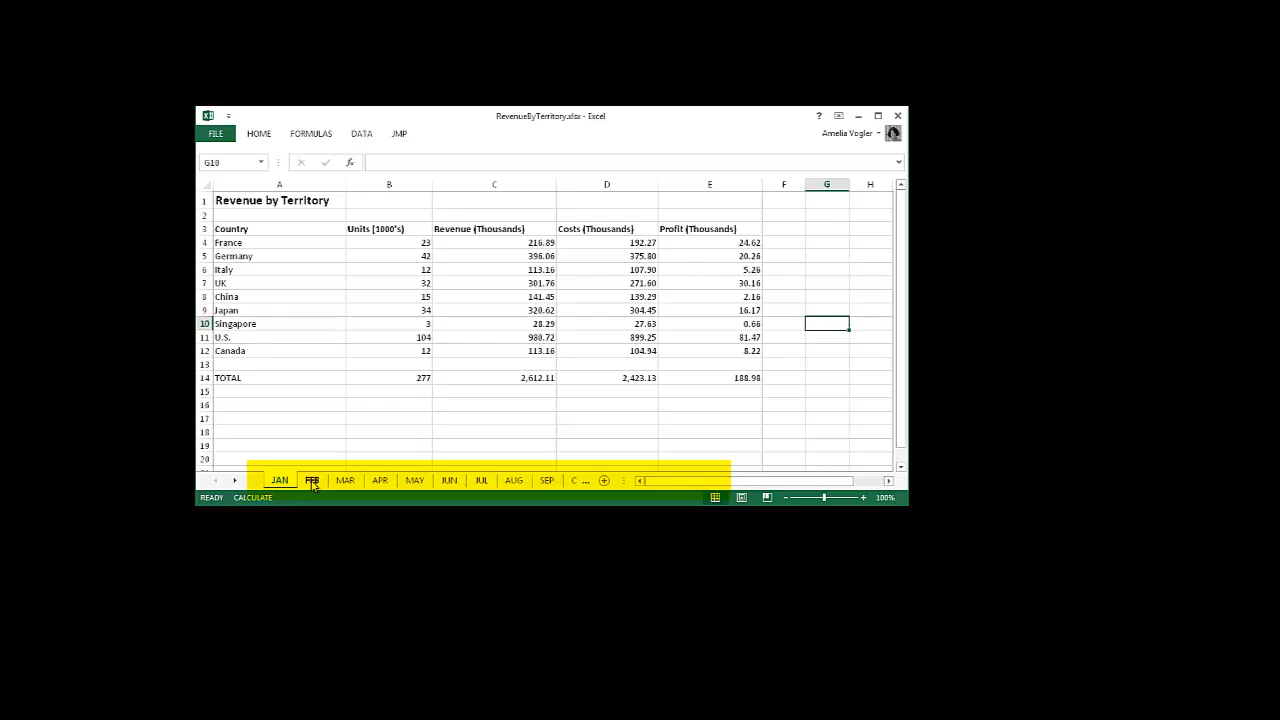 RevenueByTerritory.xlsx - Excel
?
FILE HOME FORMULAS DATA JMP Amelia Vogler
G10 fx
A B C D E F G H
1 Revenue by Territory
2
3 Country Units (1000's) Revenue (Thousands) Costs (Thousands) Profit (Thousands)
4 France 23 216.89 192.27 24.62
5 Germany 42 396.06 375.80 20.26
6 Italy 12 113.16 107.90 5.26
7 UK 32 301.76 271.60 30.16
8 China 15 141.45 139.29 2.16
9 Japan 34 320.62 304.45 16.17
10 Singapore 3 28.29 27.63 0.66
11 U.S. 104 980.72 899.25 81.47
12 Canada 12 113.16 104.94 8.22
13
14 TOTAL 277 2,612.11 2,423.13 188.98
15
16
17
18
19
20
JAN FEB MAR APR MAY JUN JUL AUG SEP C ...
READY CALCULATE 100%